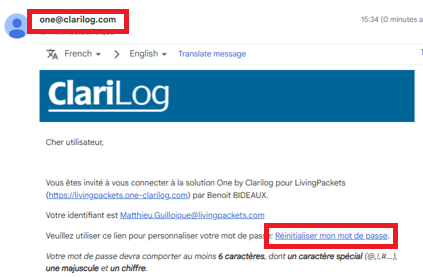 one@clarilog.com
15:34 (0 minutes a
French
English
Translate message
ClariLog
Cher utilisateur,
Vous êtes invité à vous connecter à la solution One by Clarilog pour LivingPackets
(https://livingpackets.one-clarilog.com) par Benoit BIDEAUX.
Votre identifiant est Matthieu.Guilloique@livingpackets.com
Veuillez utiliser ce lien pour personnaliser votre mot de passe: Réinitialiser mon mot de passe.
Votre mot de passe devra comporter au moins 6 caractères, dont un caractère spécial (@,!,#...),
une majuscule et un chiffre.